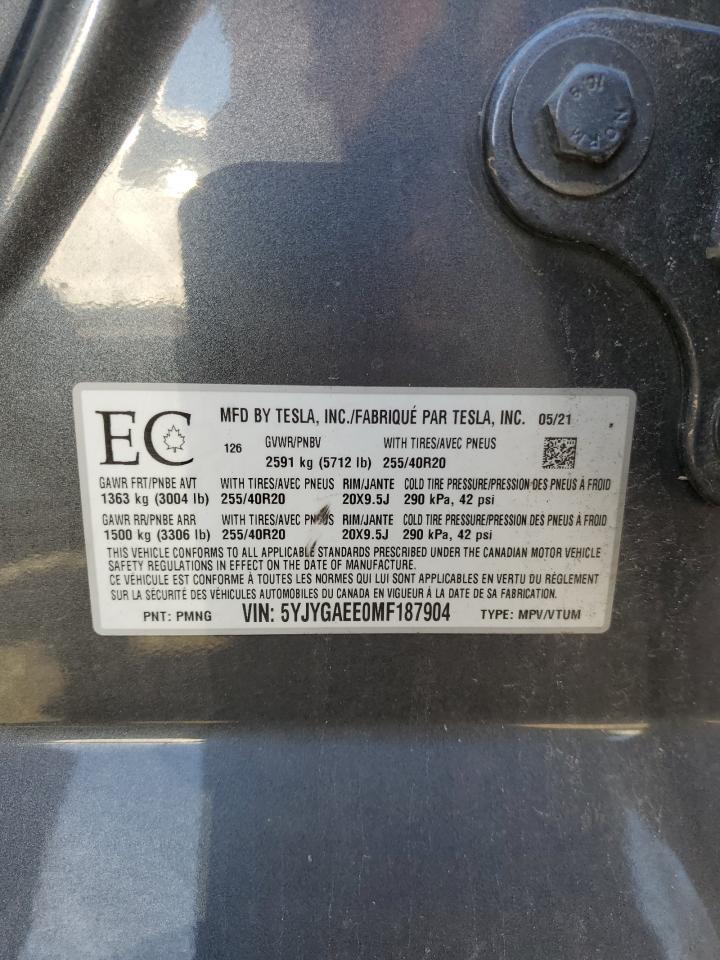 10.9
NORM
MFD BY TESLA, INC./FABRIQUÉ PAR TESLA, INC. 05/21
EC 126 GVWR/PNBV WITH TIRES/AVEC PNEUS
2591 kg (5712 lb) 255/40R20
GAWR FRT/PNBE AVT WITH TIRES/AVEC PNEUS RIM/JANTE COLD TIRE PRESSURE/PRESSION DES PNEUS À FROID
1363 kg (3004 lb) 255/40R20 20X9.5J 290 kPa, 42 psi
GAWR RR/PNBE ARR WITH TIRES/AVEC PNEUS RIM/JANTE COLD TIRE PRESSURE/PRESSION DES PNEUS À FROID
1500 kg (3306 lb) 255/40R20 20X9.5J 290 kPa, 42 psi
THIS VEHICLE CONFORMS TO ALL APPLICABLE STANDARDS PRESCRIBED UNDER THE CANADIAN MOTOR VEHICLE
SAFETY REGULATIONS IN EFFECT ON THE DATE OF MANUFACTURE.
CE VÉHICULE EST CONFORME À TOUTES LES NORMES QUI LUI SONT APPLICABLES EN VERTU DU RÈGLEMENT
SUR LA SÉCURITÉ DES VÉHICULES AUTOMOBILES DU CANADA EN VIGUEUR À LA DATE DE SA FABRICATION.
PNT: PMNG VIN: 5YJYGAEE0MF187904 TYPE: MPV/VTUM